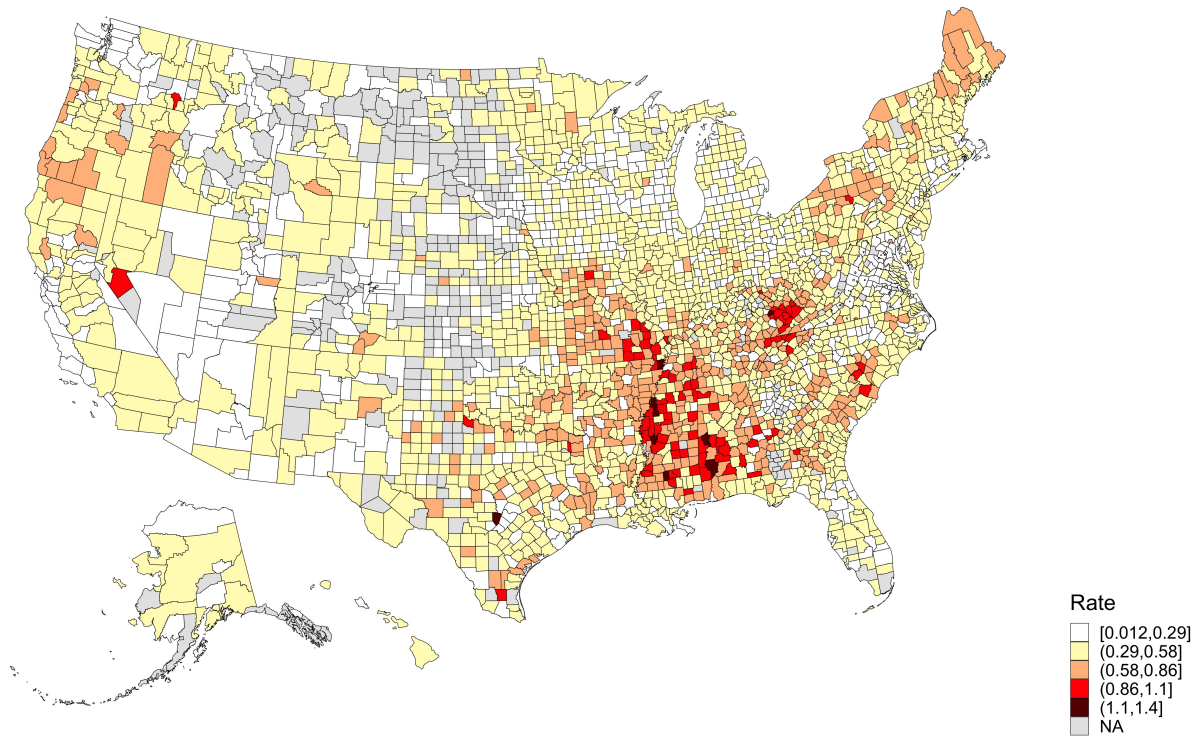 Rate
[0.012,0.29]
(0.29,0.58]
(0.58,0.86]
(0.86,1.1]
(1.1,1.4]
NA